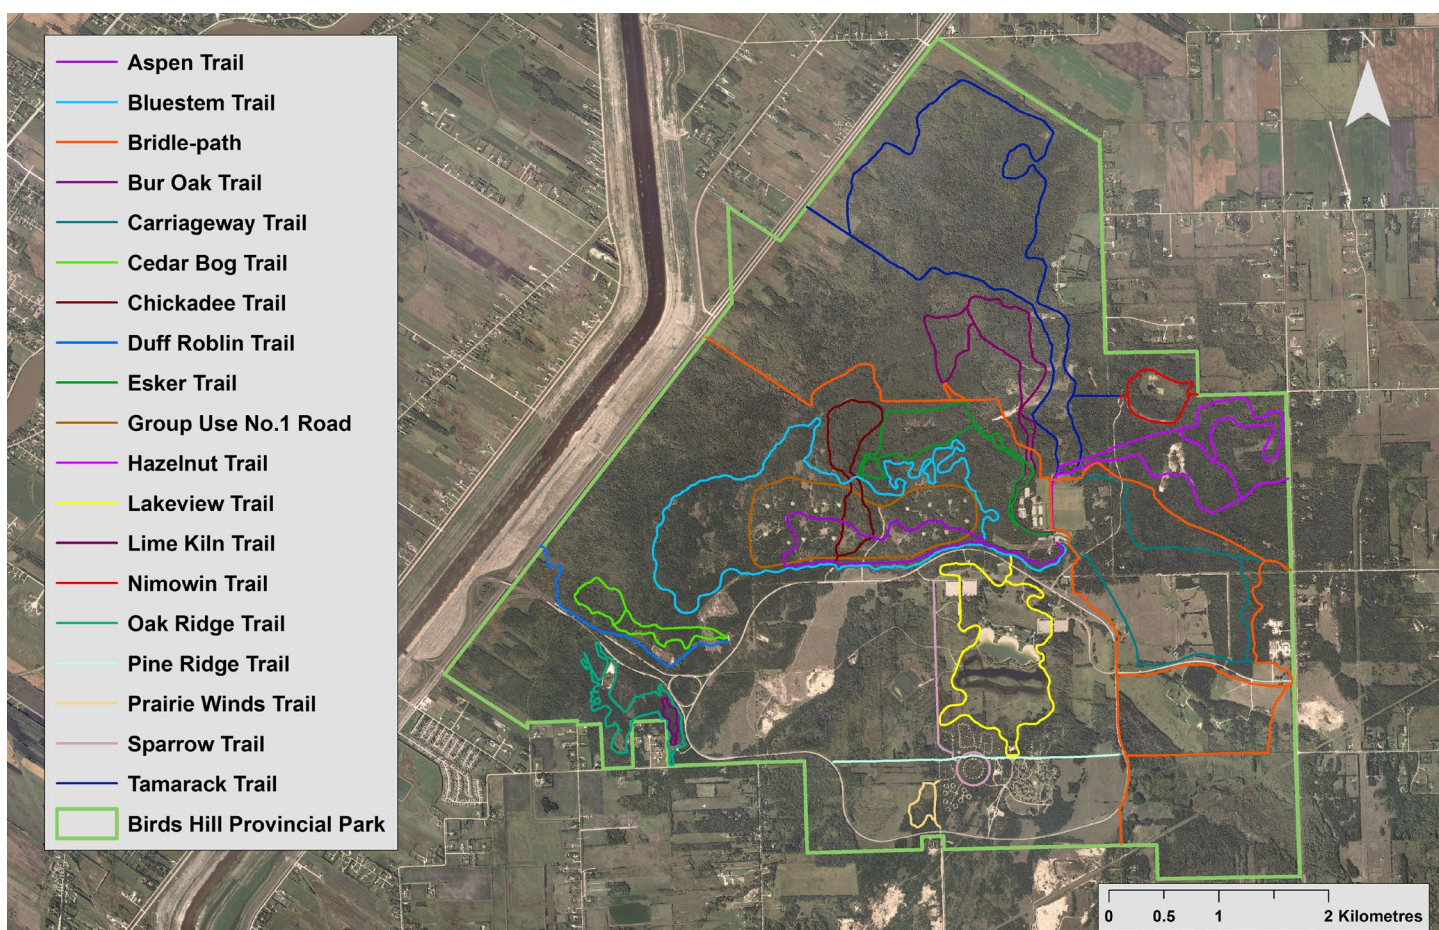 Aspen Trail
Bluestem Trail
Bridle-path
Bur Oak Trail
Carriageway Trail
Cedar Bog Trail
Chickadee Trail
Duff Roblin Trail
Esker Trail
Group Use No.1 Road
Hazelnut Trail
Lakeview Trail
Lime Kiln Trail
Nimowin Trail
Oak Ridge Trail
Pine Ridge Trail
Prairie Winds Trail
Sparrow Trail
Tamarack Trail
Birds Hill Provincial Park
N
0 0.5 1 2 Kilometres